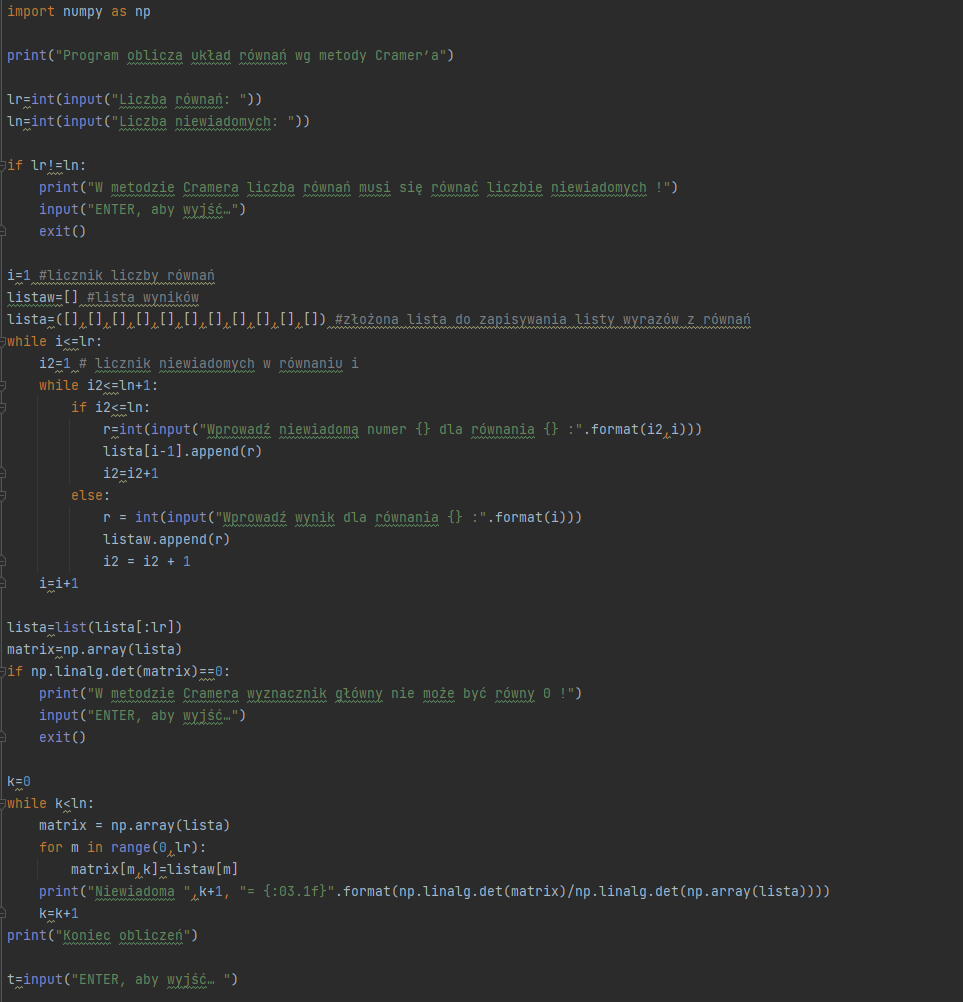 import numpy as np
print("Program oblicza układ równań wg metody Cramer’a")
lr=int(input("Liczba równań: "))
ln=int(input("Liczba niewiadomych: "))
if lr!=ln:
    print("W metodzie Cramera liczba równań musi się równać liczbie niewiadomych !")
    input("ENTER, aby wyjść…")
    exit()
i=1 #licznik liczby równań
listaw=[] #lista wyników
lista=([],[],[],[],[],[],[],[],[],[],[]) #złożona lista do zapisywania listy wyrazów z równań
while i<=lr:
    i2=1 # licznik niewiadomych w równaniu i
    while i2<=ln+1:
        if i2<=ln:
            r=int(input("Wprowadź niewiadomą numer {} dla równania {} :".format(i2,i)))
            lista[i-1].append(r)
            i2=i2+1
        else:
            r = int(input("Wprowadź wynik dla równania {} :".format(i)))
            listaw.append(r)
            i2 = i2 + 1
    i=i+1
lista=list(lista[:lr])
matrix=np.array(lista)
if np.linalg.det(matrix)==0:
    print("W metodzie Cramera wyznacznik główny nie może być równy 0 !")
    input("ENTER, aby wyjść…")
    exit()
k=0
while k<ln:
    matrix = np.array(lista)
    for m in range(0,lr):
        matrix[m,k]=listaw[m]
    print("Niewiadoma ",k+1, "= {:03.1f}".format(np.linalg.det(matrix)/np.linalg.det(np.array(lista))))
    k=k+1
print("Koniec obliczeń")
t=input("ENTER, aby wyjść… ")